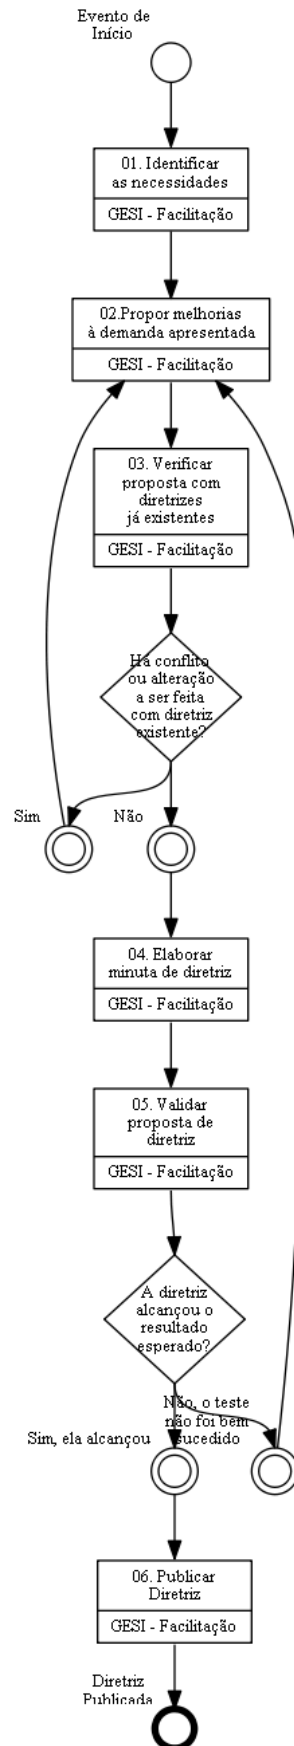 Evento de
Início
01. Identificar
as necessidades
GESI - Facilitação
02.Propor melhorias
à demanda apresentada
GESI - Facilitação
03. Verificar
proposta com
diretrizes
já existentes
GESI - Facilitação
Há conflito
ou alteração
a ser feita
com diretriz
existente?
Sim
Não
04. Elaborar
minuta de diretriz
GESI - Facilitação
05. Validar
proposta de
diretriz
GESI - Facilitação
A diretriz
alcançou o
resultado
esperado?
Não, o teste
não foi bem
sucedido
Sim, ela alcançou
06. Publicar
Diretriz
GESI - Facilitação
Diretriz
Publicada